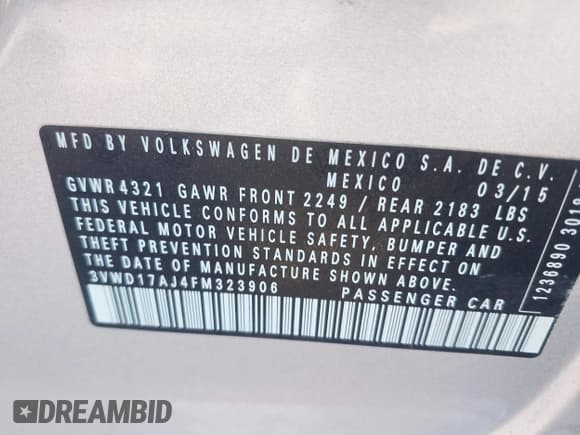 MFD BY VOLKSWAGEN DE MEXICO S.A. DE C.V.
MEXICO 03/15
GVWR 4321 GAWR FRONT 2249 / REAR 2183 LBS
THIS VEHICLE CONFORMS TO ALL APPLICABLE U.S.
FEDERAL MOTOR VEHICLE SAFETY, BUMPER AND
THEFT PREVENTION STANDARDS IN EFFECT ON
THE DATE OF MANUFACTURE SHOWN ABOVE.
3VWD17AJ4FM323906 PASSENGER CAR
1236890
DREAMBID